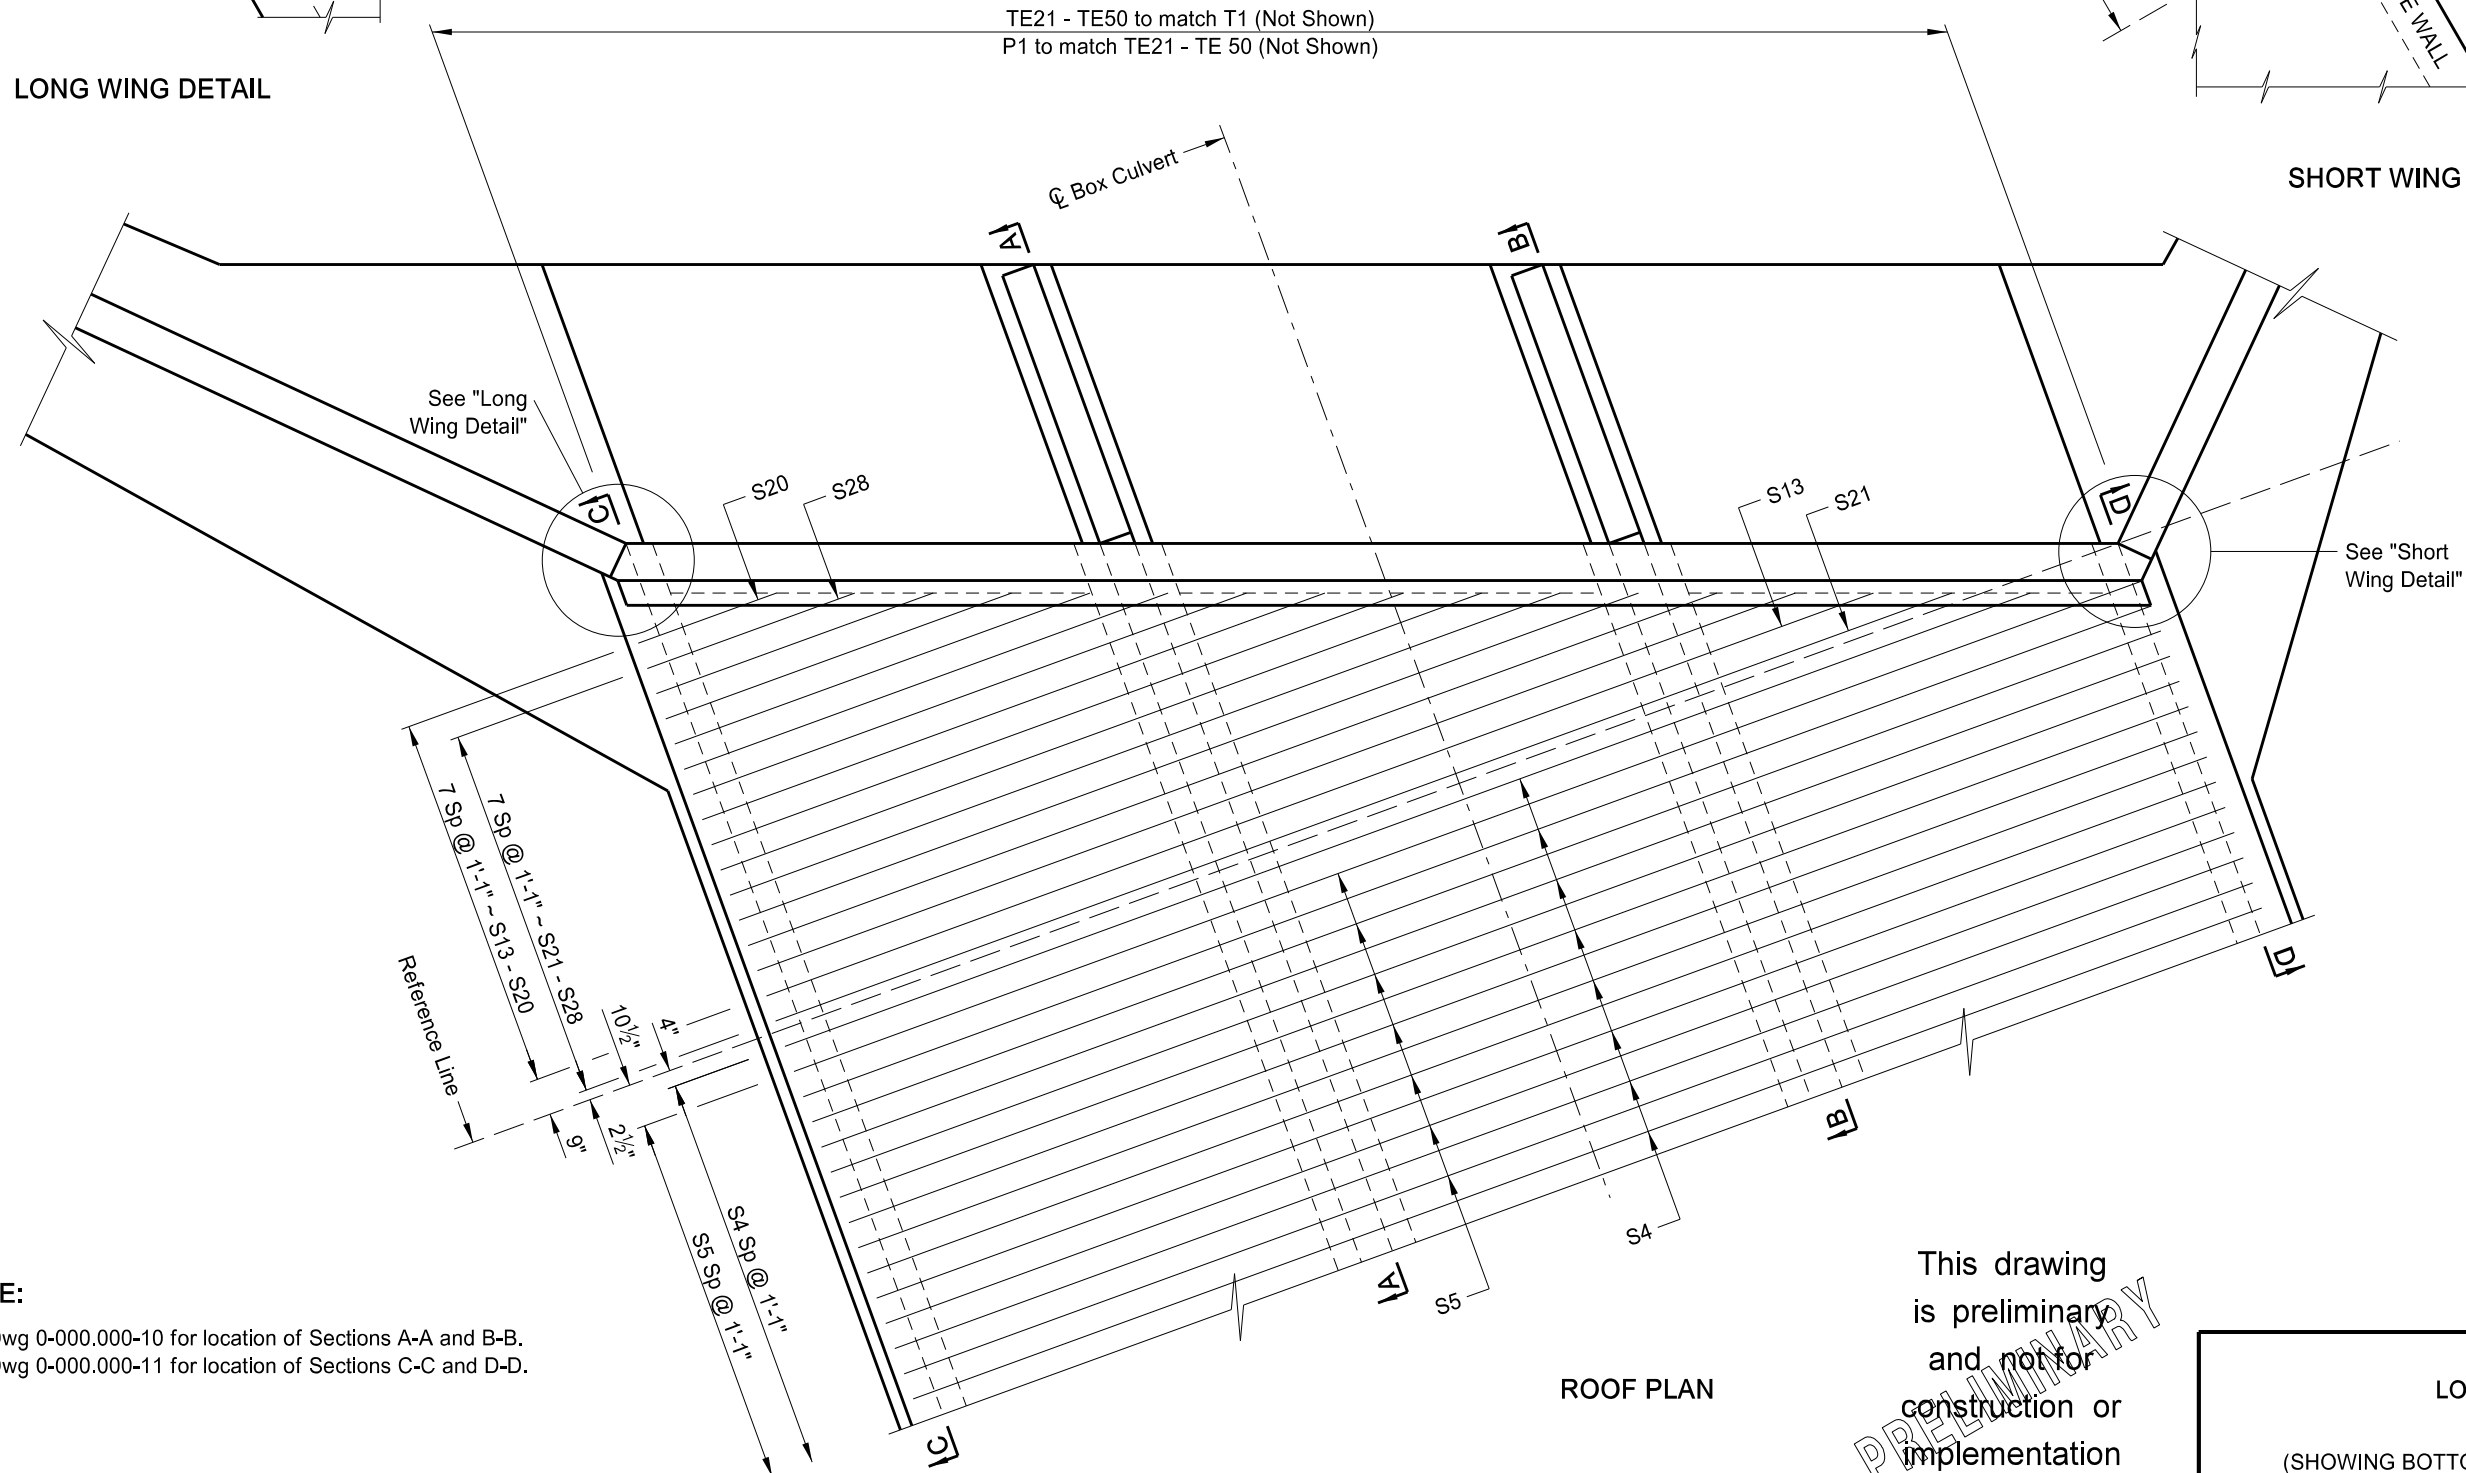 TE21 - TE50 to match T1 (Not Shown)
P1 to match TE21 - TE 50 (Not Shown)
LONG WING DETAIL
WALL
SHORT WING
℄ Box Culvert
A
B
See "Long
Wing Detail"
C
S20
S28
S13
S21
D
See "Short
Wing Detail"
7 Sp @ 1'-1" ~ S13 - S20
7 Sp @ 1'-1" ~ S21 - S28
Reference Line
10½"
4"
9"
2½"
S4 Sp @ 1'-1"
S5 Sp @ 1'-1"
D
B
A
S4
S5
C
E:
wg 0-000.000-10 for location of Sections A-A and B-B.
wg 0-000.000-11 for location of Sections C-C and D-D.
ROOF PLAN
This drawing
is preliminary
and not for
construction or
implementation
PRELIMINARY
LO
(SHOWING BOTTO